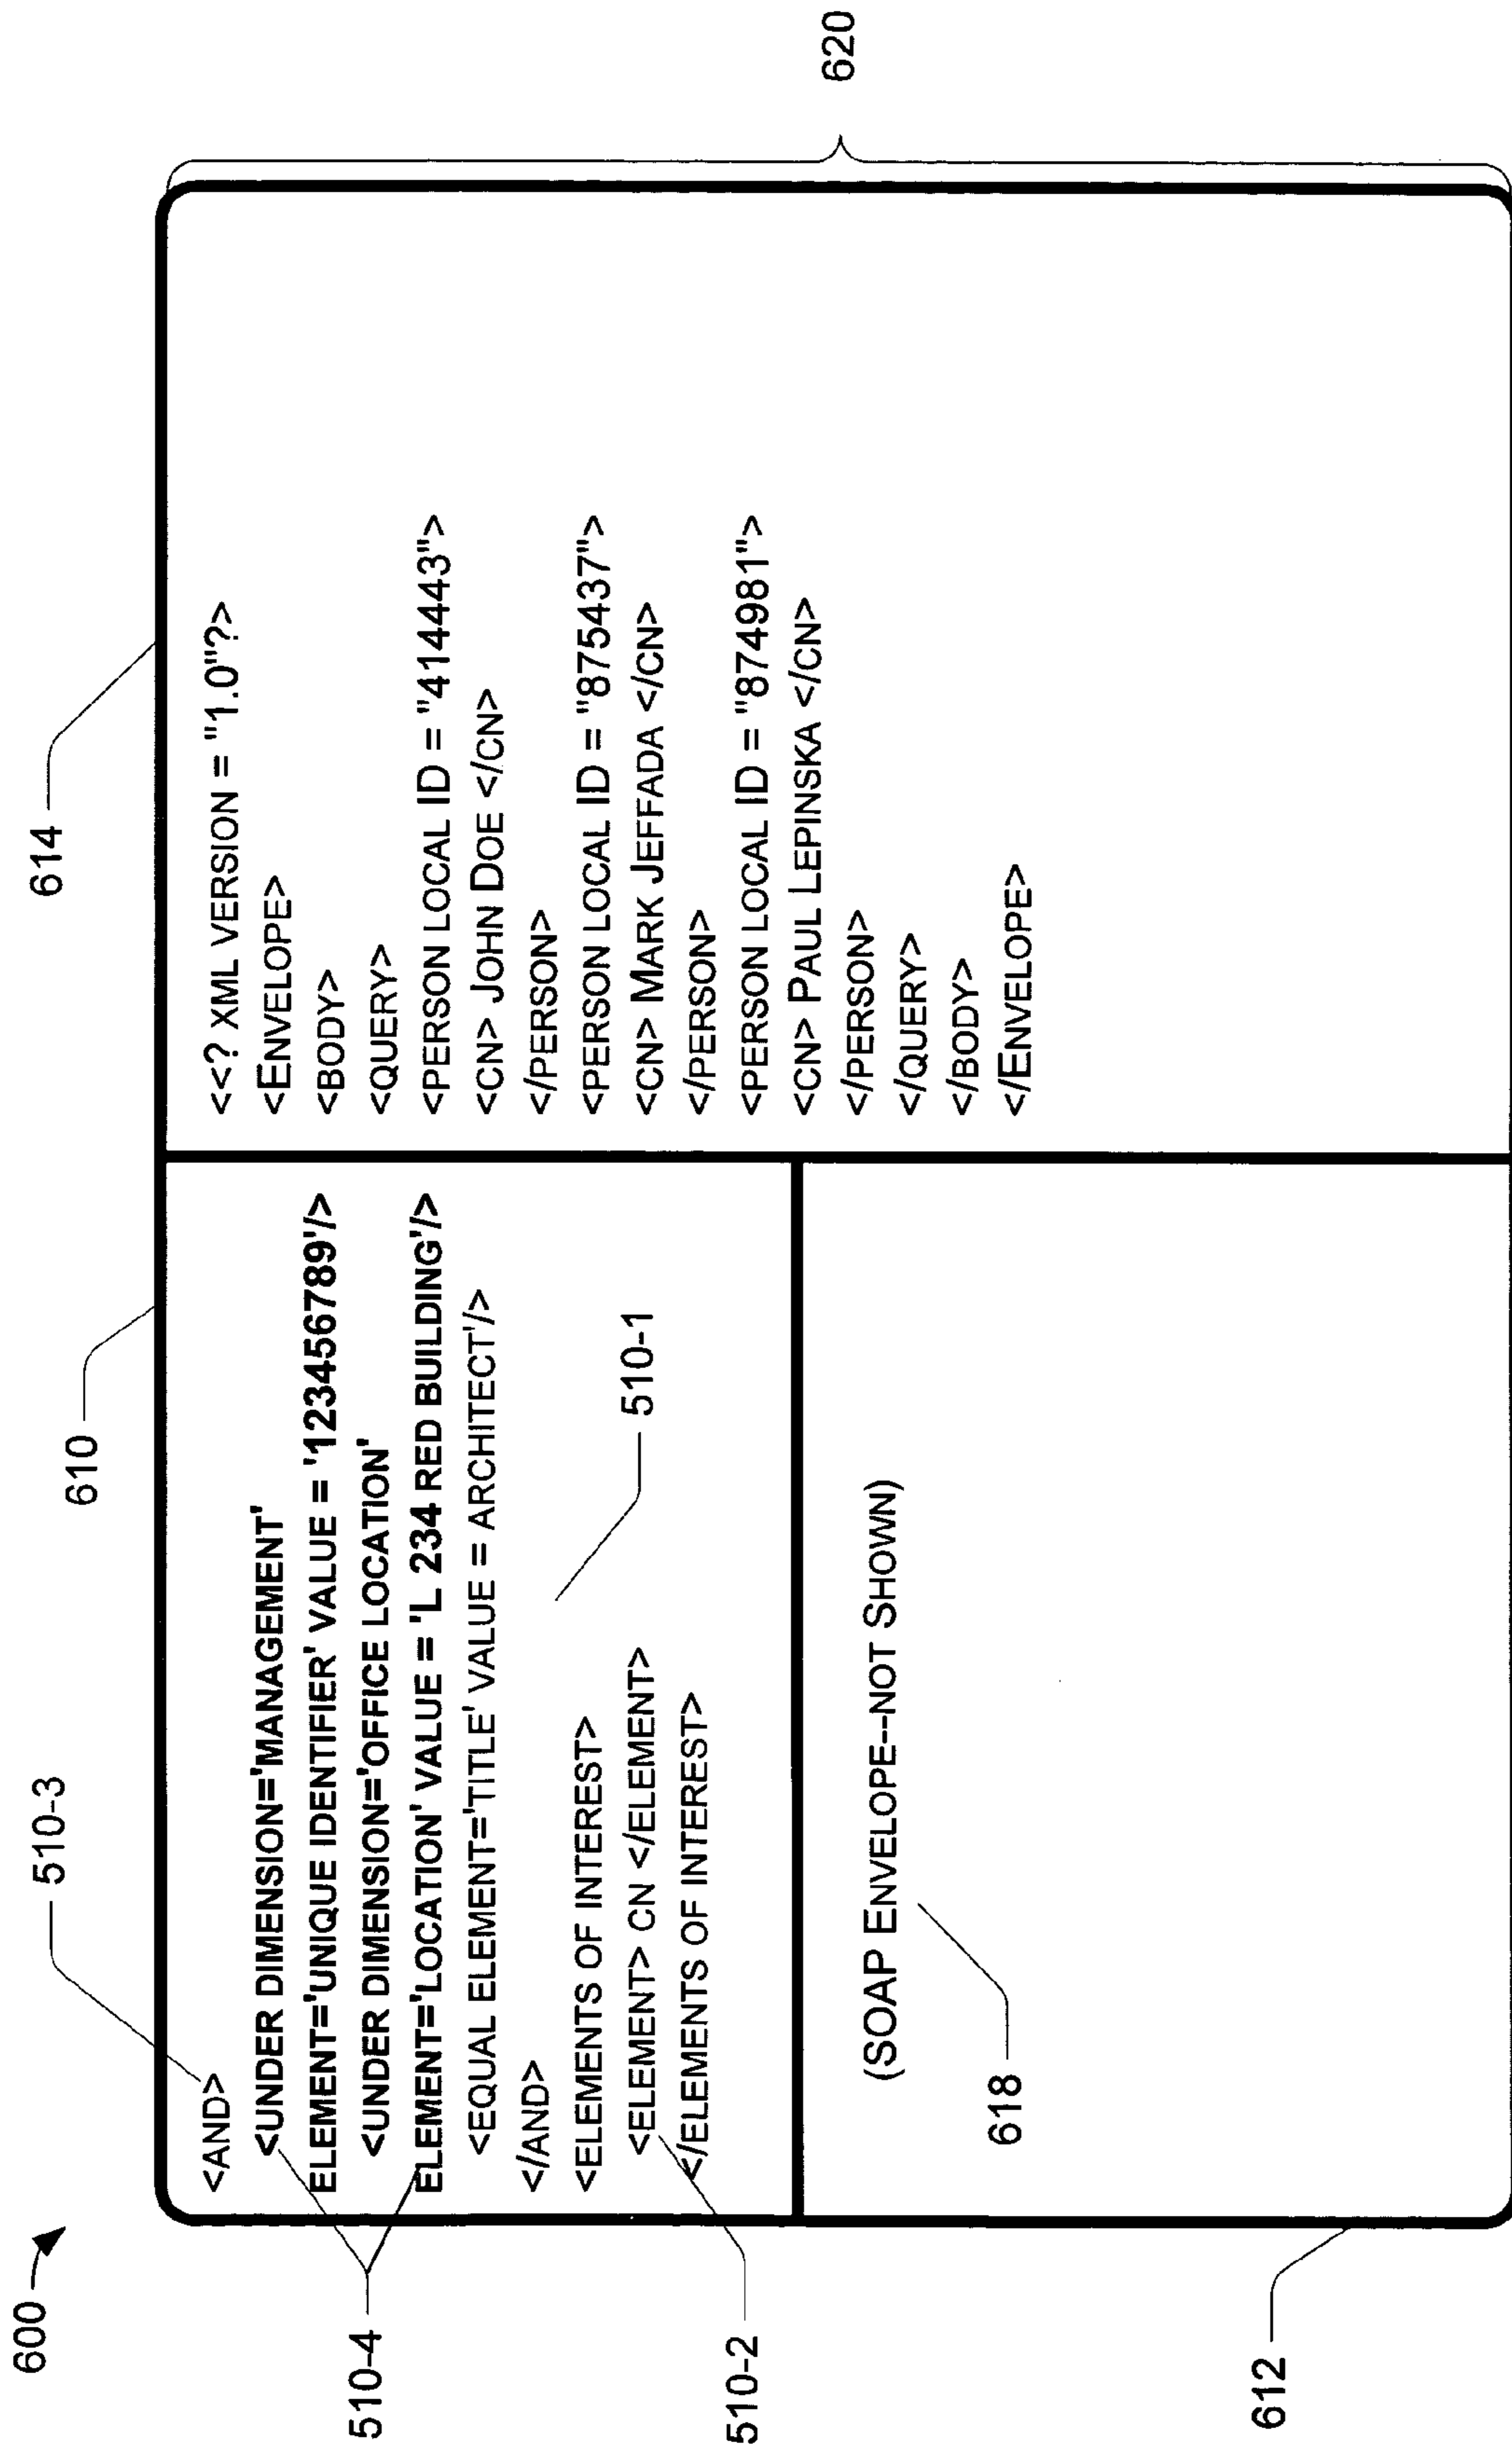 600
510-3
610
614
<AND>
<UNDER DIMENSION='MANAGEMENT'
ELEMENT='UNIQUE IDENTIFIER' VALUE = '123456789'/>
<UNDER DIMENSION='OFFICE LOCATION'
ELEMENT='LOCATION' VALUE = 'L 234 RED BUILDING'/>
<EQUAL ELEMENT='TITLE' VALUE = ARCHITECT'/>
</AND>
<ELEMENTS OF INTEREST>
<ELEMENT> CN </ELEMENT>
</ELEMENTS OF INTEREST>
510-4
510-1
510-2
(SOAP ENVELOPE--NOT SHOWN)
618
612
<<? XML VERSION = "1.0"?>
<ENVELOPE>
<BODY>
<QUERY>
<PERSON LOCAL ID = "414443">
<CN> JOHN DOE </CN>
</PERSON>
<PERSON LOCAL ID = "875437">
<CN> MARK JEFFADA </CN>
</PERSON>
<PERSON LOCAL ID = "874981">
<CN> PAUL LEPINSKA </CN>
</PERSON>
</QUERY>
</BODY>
</ENVELOPE>
620